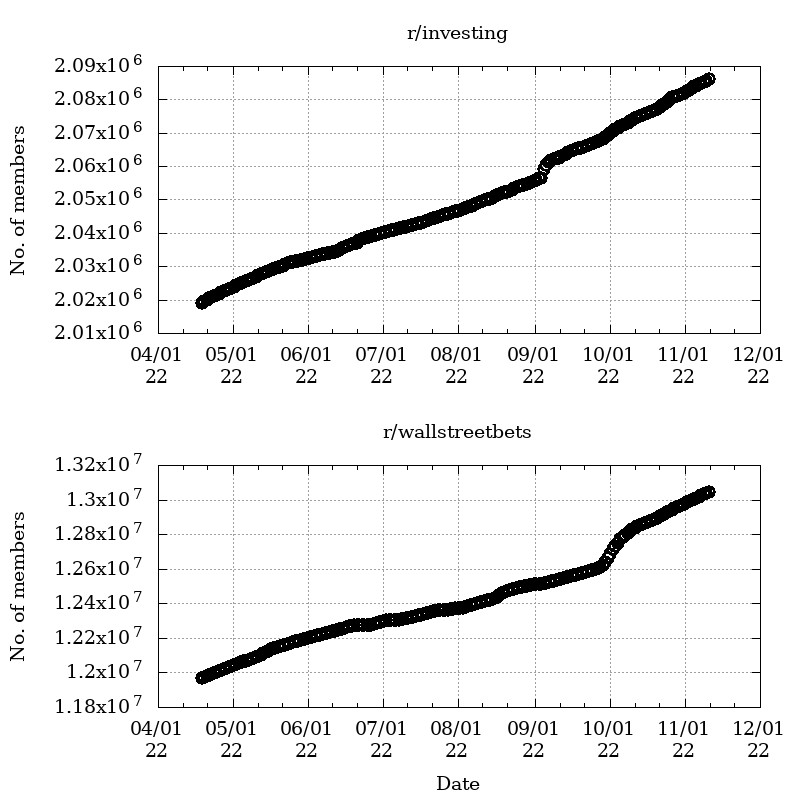 r/investing
No. of members
2.09x10^6
2.08x10^6
2.07x10^6
2.06x10^6
2.05x10^6
2.04x10^6
2.03x10^6
2.02x10^6
2.01x10^6
04/01 05/01 06/01 07/01 08/01 09/01 10/01 11/01 12/01
22 22 22 22 22 22 22 22 22
r/wallstreetbets
No. of members
1.32x10^7
1.3x10^7
1.28x10^7
1.26x10^7
1.24x10^7
1.22x10^7
1.2x10^7
1.18x10^7
04/01 05/01 06/01 07/01 08/01 09/01 10/01 11/01 12/01
22 22 22 22 22 22 22 22 22
Date